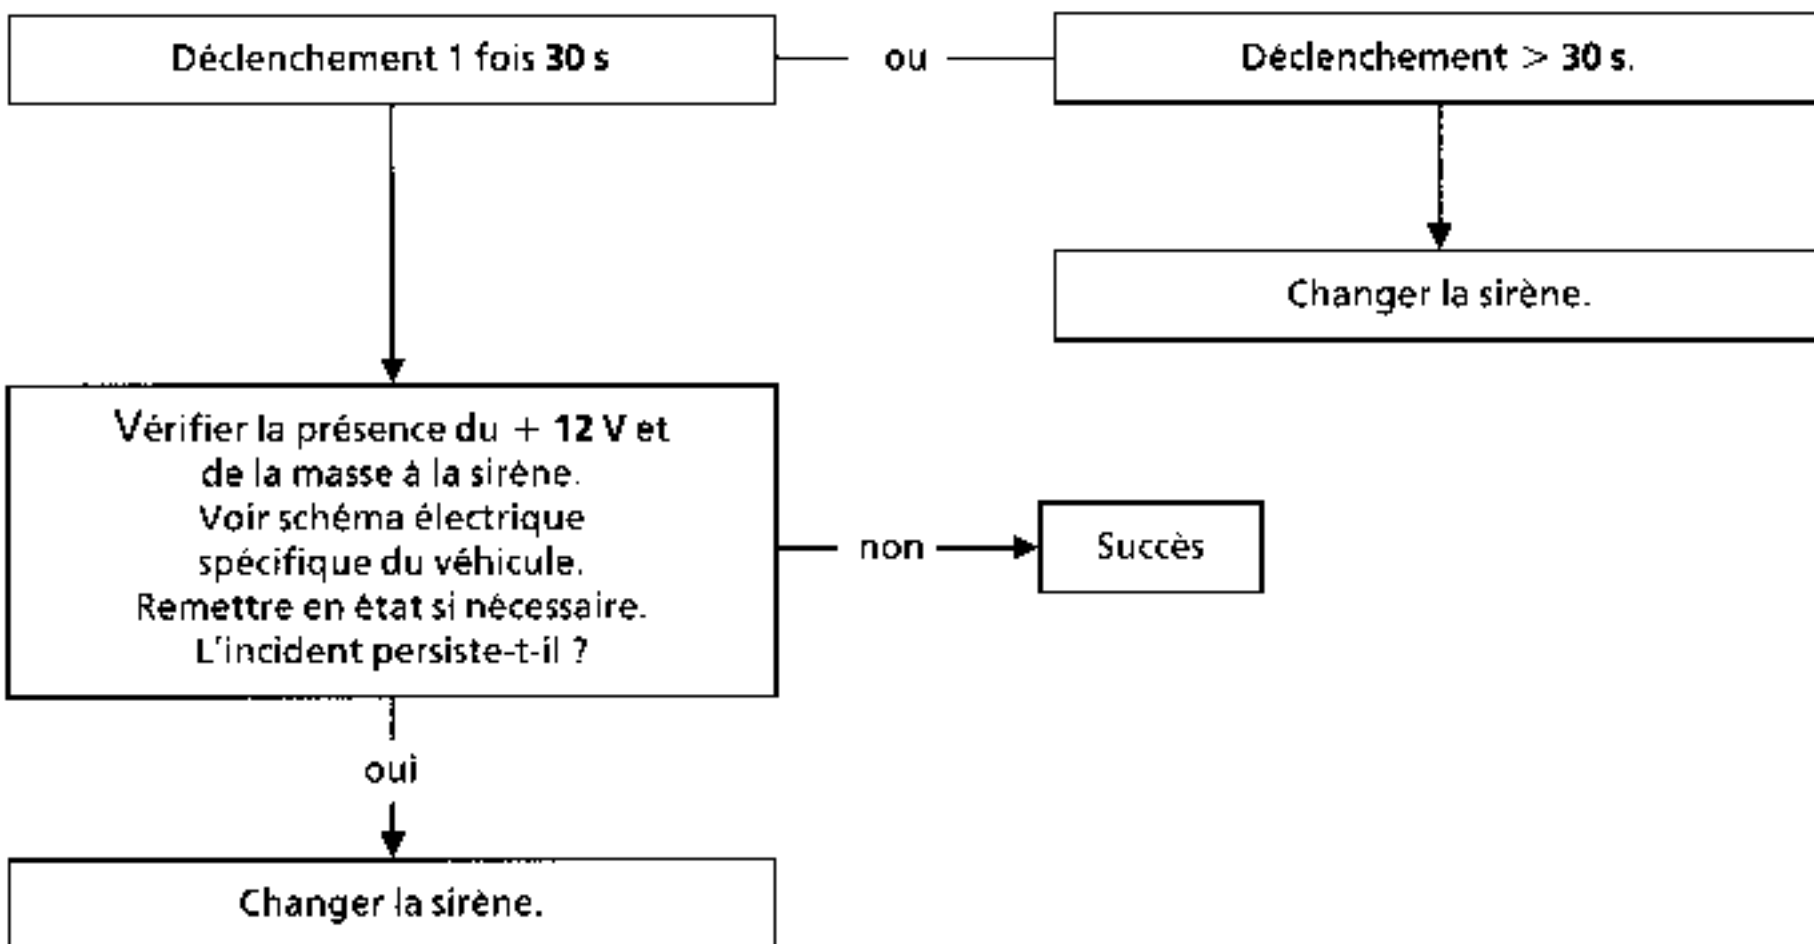 Déclenchement 1 fois 30 s
ou
Déclenchement > 30 s.
Changer la sirène.
Vérifier la présence du + 12 V et
de la masse à la sirène.
Voir schéma électrique
spécifique du véhicule.
Remettre en état si nécessaire.
L'incident persiste-t-il ?
non
Succès
oui
Changer la sirène.